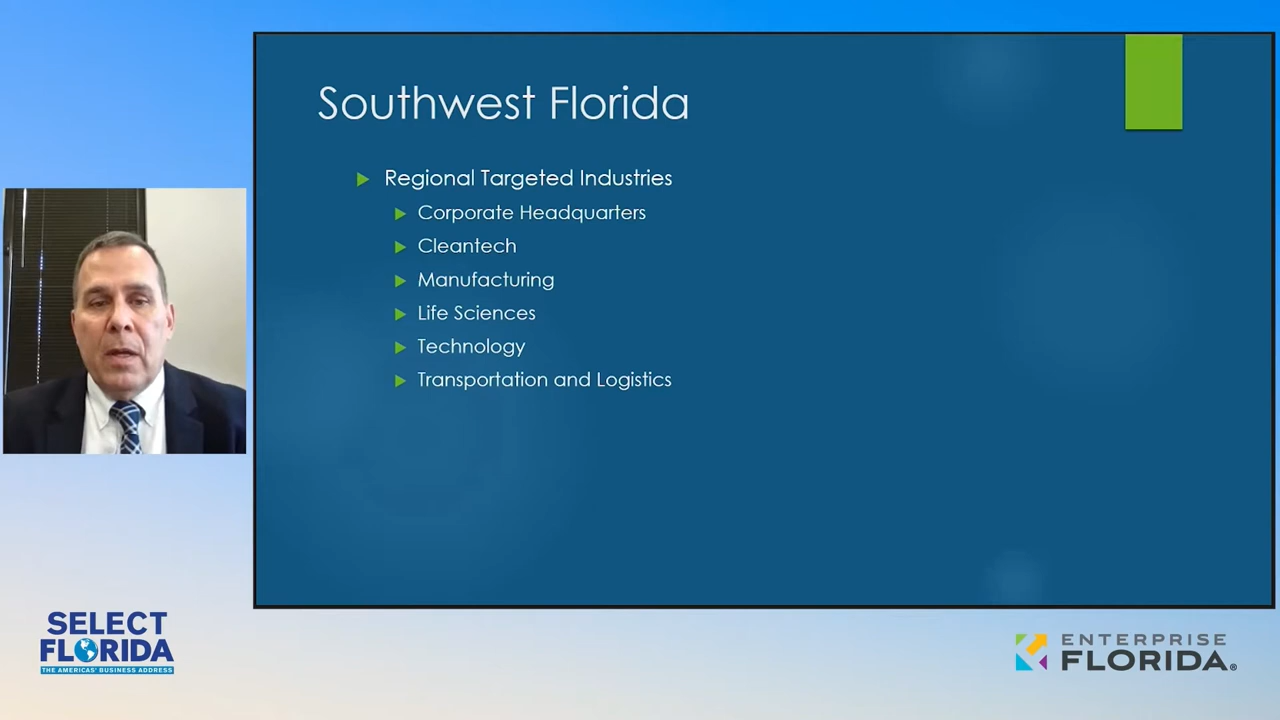 Southwest Florida
Regional Targeted Industries
Corporate Headquarters
Cleantech
Manufacturing
Life Sciences
Technology
Transportation and Logistics
SELECT
FLORIDA
THE AMERICAS' BUSINESS ADDRESS
ENTERPRISE
FLORIDA®